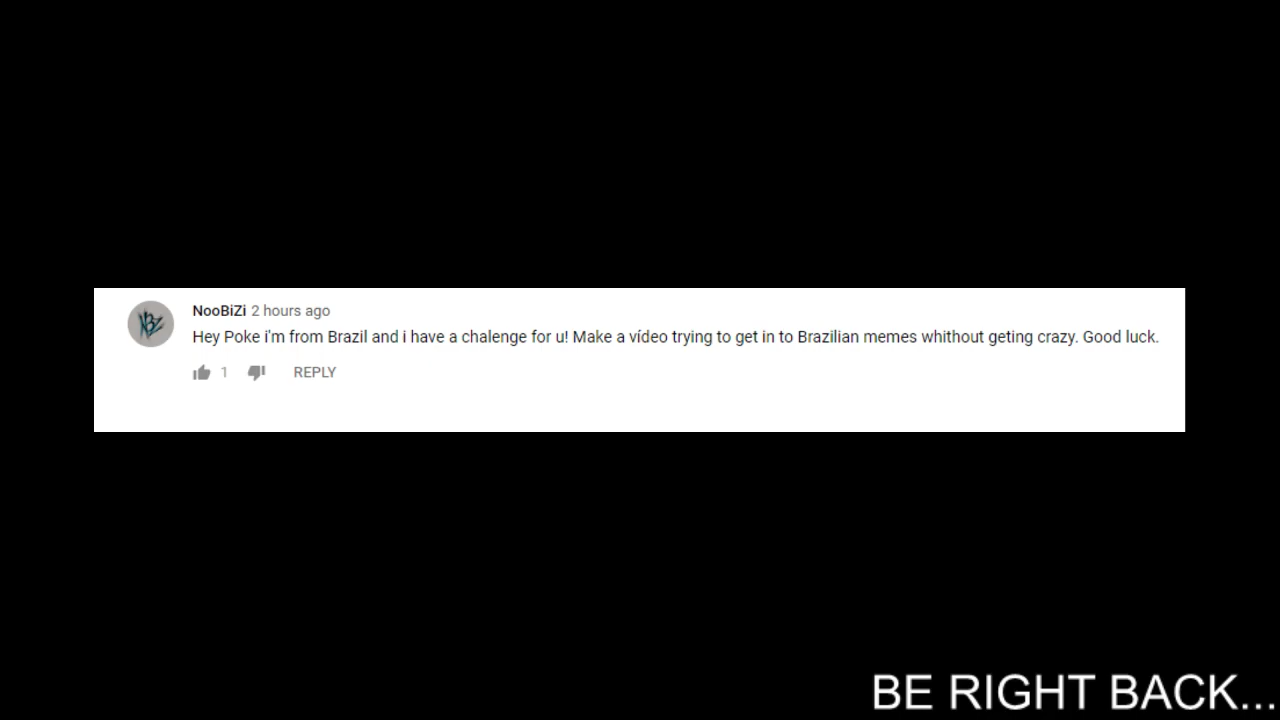 NooBiZi 2 hours ago
Hey Poke i'm from Brazil and i have a chalenge for u! Make a vídeo trying to get in to Brazilian memes whithout geting crazy. Good luck.
1 REPLY
BE RIGHT BACK...